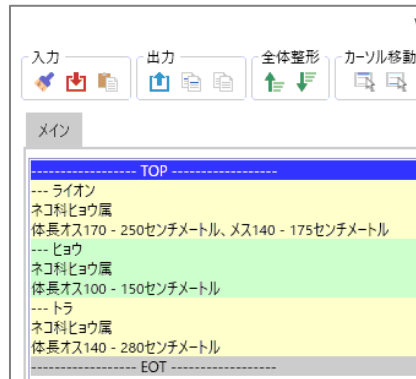 入力
出力
全体整形
カーソル移動
メイン
------------------ TOP ------------------
--- ライオン
ネコ科ヒョウ属
体長オス170 - 250センチメートル、メス140 - 175センチメートル
--- ヒョウ
ネコ科ヒョウ属
体長オス100 - 150センチメートル
--- トラ
ネコ科ヒョウ属
体長オス140 - 280センチメートル
------------------ EOT ------------------